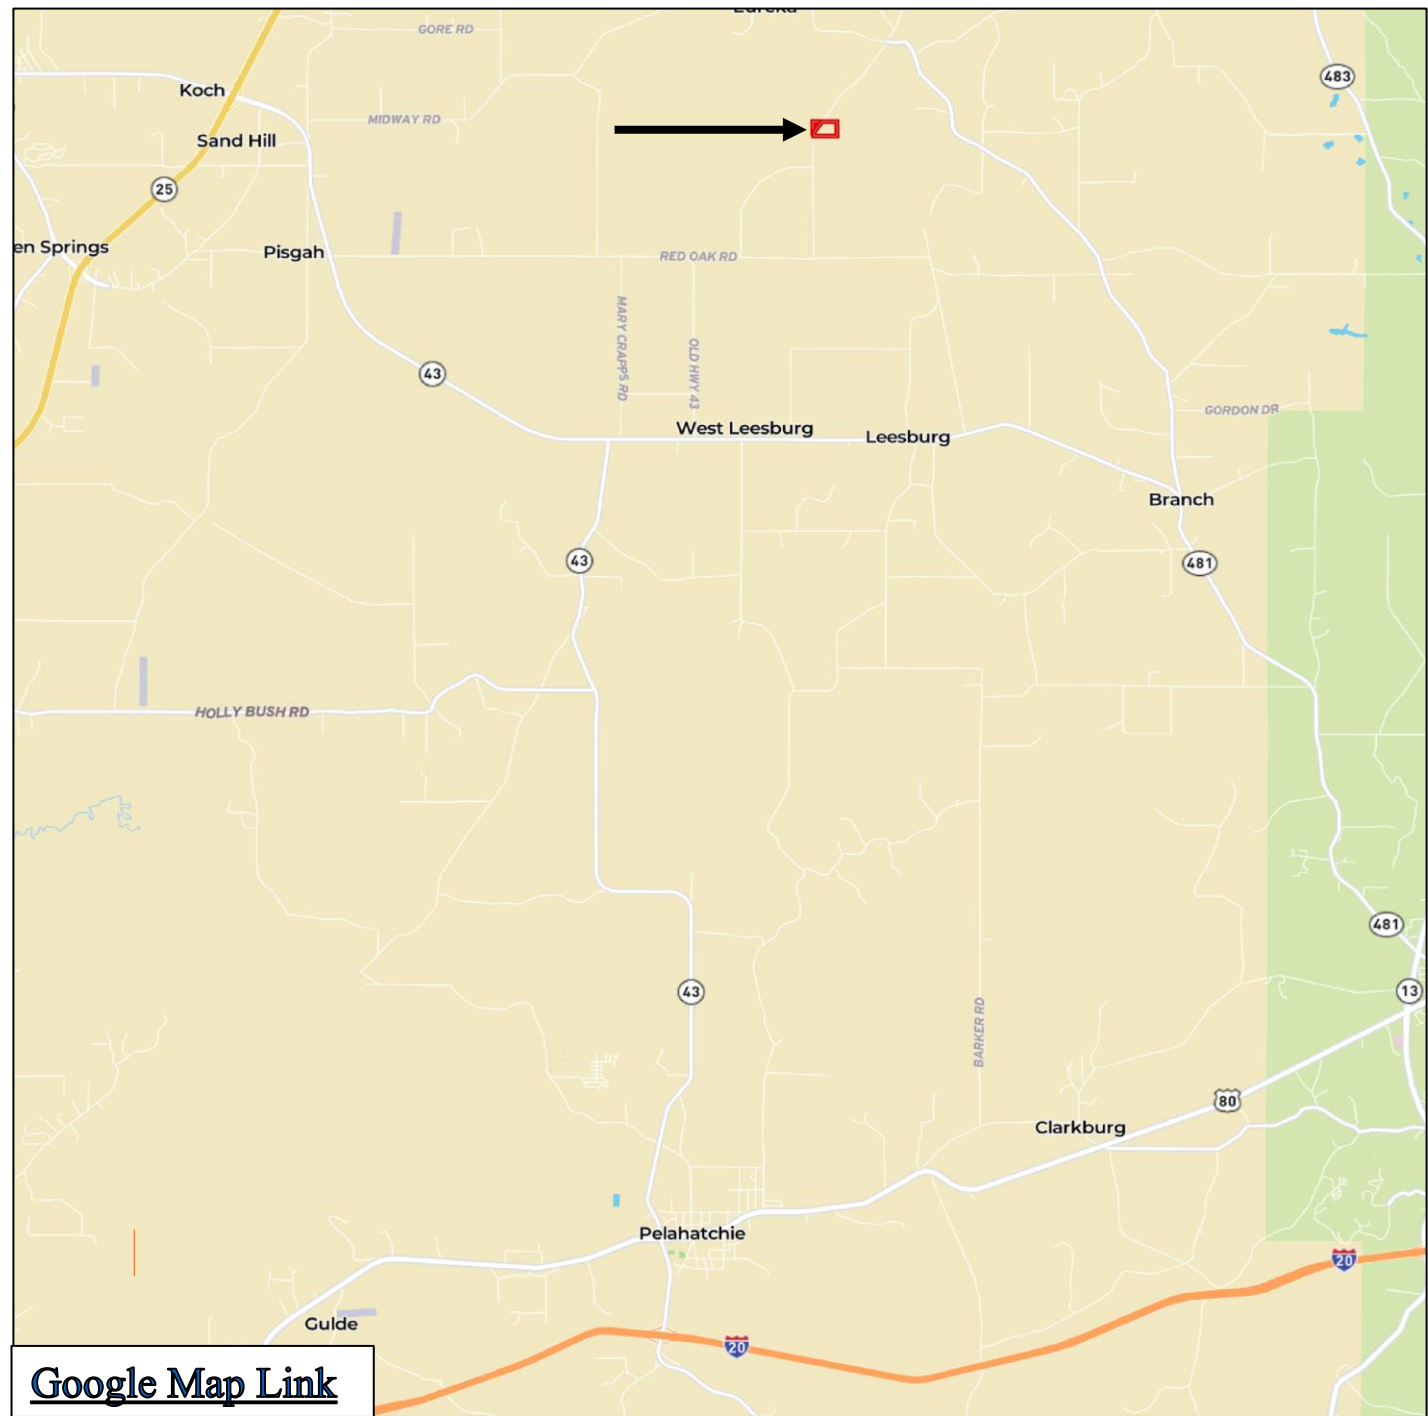 Eureka
GORE RD
483
Koch
MIDWAY RD
Sand Hill
25
en Springs
Pisgah
RED OAK RD
MARY CRAPPS RD
OLD HWY 43
43
GORDON DR
West Leesburg
Leesburg
Branch
43
481
HOLLY BUSH RD
481
43
13
BARKER RD
80
Clarkburg
Pelahatchie
20
Gulde
20
Google Map Link